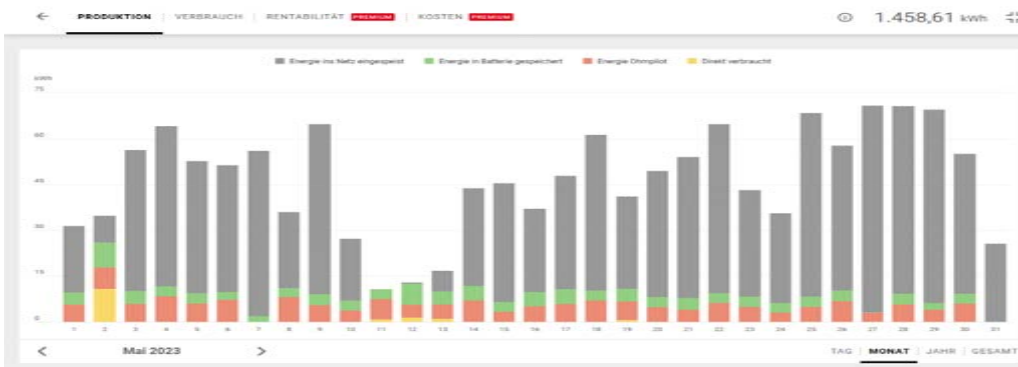 ← PRODUKTION VERBRAUCH RENTABILITÄT PREMIUM KOSTEN PREMIUM 1.458,61 kWh
Energie ins Netz eingespeist Energie in Batterie gespeichert Energie Ohmpilot Direkt verbraucht
kWh
75
60
45
30
15
0
1 2 3 4 5 6 7 8 9 10 11 12 13 14 15 16 17 18 19 20 21 22 23 24 25 26 27 28 29 30 31
< Mai 2023 > TAG MONAT JAHR GESAMT